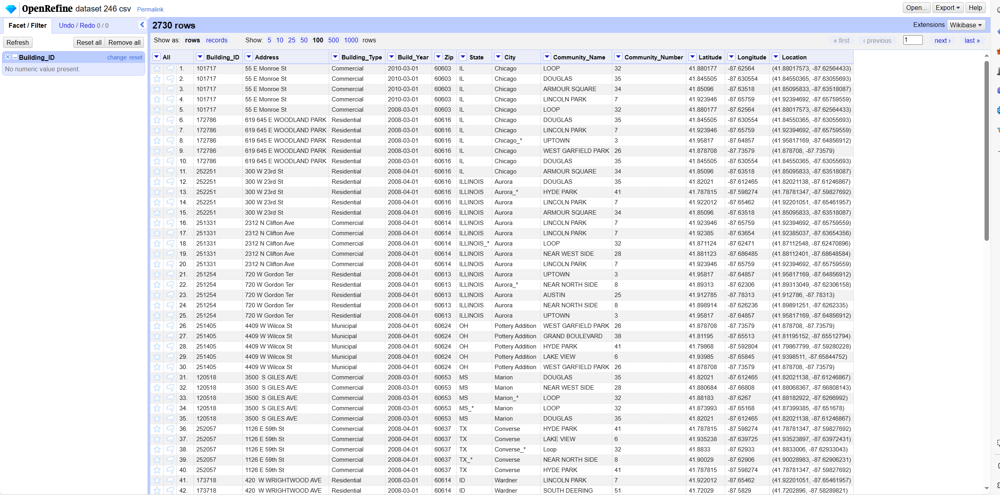 OpenRefine dataset 246 csv Permalink Open... Export Help
Facet / Filter Undo / Redo 0 / 0 2730 rows Extensions Wikibase
Refresh Reset all Remove all Show as: rows records Show: 5 10 25 50 100 500 1000 rows « first ‹ previous 1 next › last »
Building_ID change reset
No numeric value present.
All Building_ID Address Building_Type Build_Year Zip State City Community_Name Community_Number Latitude Longitude Location
1. 101717 55 E Monroe St Commercial 2010-03-01 60603 IL Chicago LOOP 32 41.880177 -87.62564 (41.88017573, -87.62564433)
2. 101717 55 E Monroe St Commercial 2010-03-01 60603 IL Chicago DOUGLAS 35 41.845505 -87.630554 (41.84550365, -87.63055693)
3. 101717 55 E Monroe St Commercial 2010-03-01 60603 IL Chicago ARMOUR SQUARE 34 41.85096 -87.63518 (41.85095833, -87.63518087)
4. 101717 55 E Monroe St Commercial 2010-03-01 60603 IL Chicago LINCOLN PARK 7 41.923946 -87.65759 (41.92394692, -87.65759559)
5. 101717 55 E Monroe St Commercial 2008-03-01 60603 IL Chicago LOOP 32 41.880177 -87.62564 (41.88017573, -87.62564433)
6. 172786 619 645 E WOODLAND PARK Residential 2008-03-01 60616 IL Chicago DOUGLAS 35 41.845505 -87.630554 (41.84550365, -87.63055693)
7. 172786 619 645 E WOODLAND PARK Residential 2008-03-01 60616 IL Chicago LINCOLN PARK 7 41.923946 -87.65759 (41.92394692, -87.65759559)
8. 172786 619 645 E WOODLAND PARK Residential 2008-03-01 60616 IL Chicago_* UPTOWN 3 41.95817 -87.64857 (41.95817169, -87.64856912)
9. 172786 619 645 E WOODLAND PARK Residential 2008-03-01 60616 IL Chicago WEST GARFIELD PARK 26 41.878708 -87.73579 (41.878708, -87.73579)
10. 172786 619 645 E WOODLAND PARK Residential 2008-03-01 60616 IL Chicago DOUGLAS 35 41.845505 -87.630554 (41.84550365, -87.63055693)
11. 252251 300 W 23rd St Residential 2008-04-01 60616 IL Chicago ARMOUR SQUARE 34 41.85096 -87.63518 (41.85095833, -87.63518087)
12. 252251 300 W 23rd St Residential 2008-04-01 60616 ILLINOIS Aurora DOUGLAS 35 41.82021 -87.612465 (41.82021138, -87.61246867)
13. 252251 300 W 23rd St Residential 2008-04-01 60616 ILLINOIS Aurora_* HYDE PARK 41 41.787815 -87.598274 (41.78781347, -87.59827692)
14. 252251 300 W 23rd St Residential 2008-04-01 60616 ILLINOIS Aurora LINCOLN PARK 7 41.922012 -87.65462 (41.92201051, -87.65461957)
15. 252251 300 W 23rd St Residential 2008-04-01 60616 ILLINOIS Aurora ARMOUR SQUARE 34 41.85096 -87.63518 (41.85095833, -87.63518087)
16. 251331 2312 N Clifton Ave Commercial 2008-04-01 60614 ILLINOIS Aurora LINCOLN PARK 7 41.923946 -87.65759 (41.92394692, -87.65759559)
17. 251331 2312 N Clifton Ave Commercial 2008-04-01 60614 ILLINOIS Aurora LINCOLN PARK 7 41.92385 -87.63654 (41.92385037, -87.63654356)
18. 251331 2312 N Clifton Ave Commercial 2008-04-01 60614 ILLINOIS_* Aurora LOOP 32 41.871124 -87.62471 (41.87112548, -87.62470896)
19. 251331 2312 N Clifton Ave Commercial 2008-04-01 60614 ILLINOIS Aurora NEAR WEST SIDE 28 41.881123 -87.686485 (41.88112401, -87.68648584)
20. 251331 2312 N Clifton Ave Commercial 2008-04-01 60614 ILLINOIS Aurora LINCOLN PARK 7 41.923946 -87.65759 (41.92394692, -87.65759559)
21. 251254 720 W Gordon Ter Residential 2008-04-01 60613 ILLINOIS Aurora UPTOWN 3 41.95817 -87.64857 (41.95817169, -87.64856912)
22. 251254 720 W Gordon Ter Residential 2008-04-01 60613 ILLINOIS Aurora_* NEAR NORTH SIDE 8 41.89313 -87.62306 (41.89313049, -87.62306158)
23. 251254 720 W Gordon Ter Residential 2008-04-01 60613 ILLINOIS Aurora AUSTIN 25 41.912785 -87.78313 (41.912786, -87.78313)
24. 251254 720 W Gordon Ter Residential 2008-04-01 60613 ILLINOIS Aurora NEAR NORTH SIDE 8 41.898914 -87.626236 (41.89891251, -87.6262335)
25. 251254 720 W Gordon Ter Residential 2008-04-01 60613 ILLINOIS Aurora UPTOWN 3 41.95817 -87.64857 (41.95817169, -87.64856912)
26. 251405 4409 W Wilcox St Municipal 2008-04-01 60624 OH Pottery Addition WEST GARFIELD PARK 26 41.878708 -87.73579 (41.878708, -87.73579)
27. 251405 4409 W Wilcox St Municipal 2008-04-01 60624 OH Pottery Addition GRAND BOULEVARD 38 41.81195 -87.65513 (41.81195152, -87.65512794)
28. 251405 4409 W Wilcox St Municipal 2008-04-01 60624 OH Pottery Addition HYDE PARK 41 41.79868 -87.592804 (41.79867799, -87.59280228)
29. 251405 4409 W Wilcox St Municipal 2008-04-01 60624 OH Pottery Addition LAKE VIEW 6 41.93985 -87.65845 (41.9398511, -87.65844752)
30. 251405 4409 W Wilcox St Municipal 2008-04-01 60624 OH Pottery Addition WEST GARFIELD PARK 26 41.878708 -87.73579 (41.878708, -87.73579)
31. 120518 3500  S GILES AVE Commercial 2008-03-01 60653 MS Marion DOUGLAS 35 41.82021 -87.612465 (41.82021138, -87.61246867)
32. 120518 3500  S GILES AVE Commercial 2008-03-01 60653 MS Marion NEAR WEST SIDE 28 41.880684 -87.66808 (41.88068367, -87.66808143)
33. 120518 3500  S GILES AVE Commercial 2008-03-01 60653 MS Marion_* LOOP 32 41.88183 -87.6267 (41.88182922, -87.6266992)
34. 120518 3500  S GILES AVE Commercial 2008-03-01 60653 MS_* Marion LOOP 32 41.873993 -87.65168 (41.87399385, -87.651678)
35. 120518 3500  S GILES AVE Commercial 2008-03-01 60653 MS Marion DOUGLAS 35 41.82021 -87.612465 (41.82021138, -87.61246867)
36. 252057 1126 E 59th St Commercial 2008-04-01 60637 TX Converse HYDE PARK 41 41.787815 -87.598274 (41.78781347, -87.59827692)
37. 252057 1126 E 59th St Commercial 2008-04-01 60637 TX Converse LAKE VIEW 6 41.935238 -87.639725 (41.93523897, -87.63972431)
38. 252057 1126 E 59th St Commercial 2008-04-01 60637 TX Converse_* Loop 32 41.8833 -87.62933 (41.8833006, -87.62933043)
39. 252057 1126 E 59th St Commercial 2008-04-01 60637 TX_* Converse NEAR NORTH SIDE 8 41.90029 -87.62906 (41.90028983, -87.62906231)
40. 252057 1126 E 59th St Commercial 2008-04-01 60637 TX Converse HYDE PARK 41 41.787815 -87.598274 (41.78781347, -87.59827692)
41. 173718 420  W WRIGHTWOOD AVE Residential 2008-03-01 60614 ID Wardner LINCOLN PARK 7 41.922012 -87.65462 (41.92201051, -87.65461957)
42. 173718 420  W WRIGHTWOOD AVE Residential 2008-03-01 60614 ID Wardner SOUTH DEERING 51 41.72029 -87.5829 (41.7202896, -87.58289821)